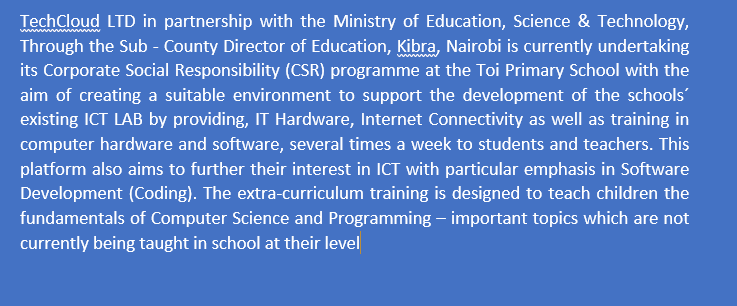 TechCloud LTD in partnership with the Ministry of Education, Science & Technology,
Through the Sub - County Director of Education, Kibra, Nairobi is currently undertaking
its Corporate Social Responsibility (CSR) programme at the Toi Primary School with the
aim of creating a suitable environment to support the development of the schools´
existing ICT LAB by providing, IT Hardware, Internet Connectivity as well as training in
computer hardware and software, several times a week to students and teachers. This
platform also aims to further their interest in ICT with particular emphasis in Software
Development (Coding). The extra-curriculum training is designed to teach children the
fundamentals of Computer Science and Programming – important topics which are not
currently being taught in school at their level